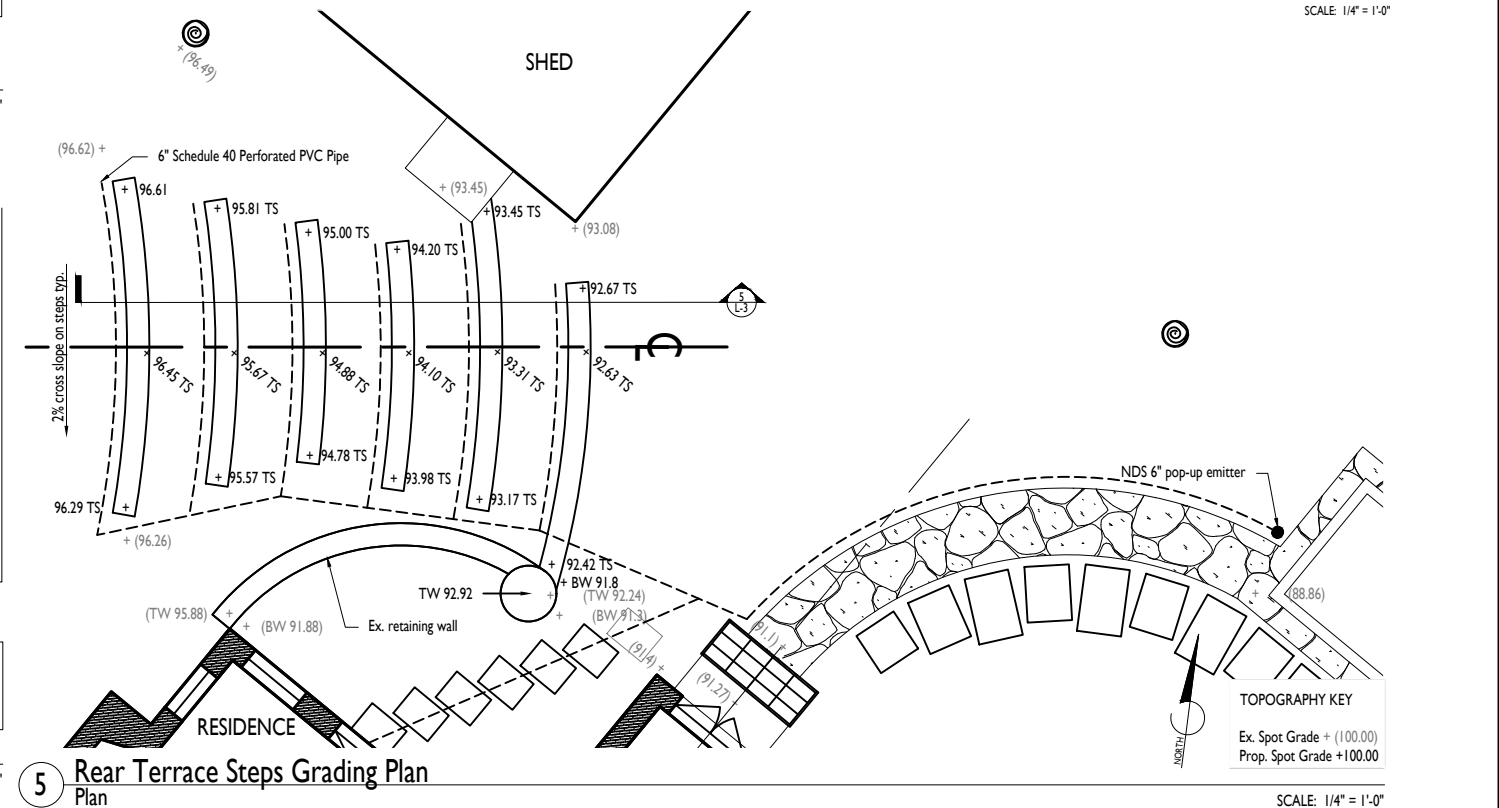 SCALE: 1/4" = 1'-0"
SHED
+ (96.49)
(96.62) +
6" Schedule 40 Perforated PVC Pipe
+ 96.61
+ (93.45)
+ 95.81 TS
+ 93.45 TS
+ 95.00 TS
+ (93.08)
+ 94.20 TS
+ 92.67 TS
5
L-3
2% cross slope on steps typ.
+ 96.45 TS
+ 95.67 TS
+ 94.88 TS
+ 94.10 TS
+ 93.31 TS
+ 92.63 TS
+ 94.78 TS
+ 95.57 TS
+ 93.98 TS
NDS 6" pop-up emitter
+ 93.17 TS
96.29 TS +
+ (96.26)
+ 92.42 TS
+ BW 91.8
TW 92.92
(TW 92.24)
(88.86)
(TW 95.88) +
+ (BW 91.88)
Ex. retaining wall
(BW 91.3)
(91.1) +
(91.4) +
(91.27) +
RESIDENCE
TOPOGRAPHY KEY
Ex. Spot Grade + (100.00)
Prop. Spot Grade +100.00
NORTH
5
Rear Terrace Steps Grading Plan
Plan
SCALE: 1/4" = 1'-0"